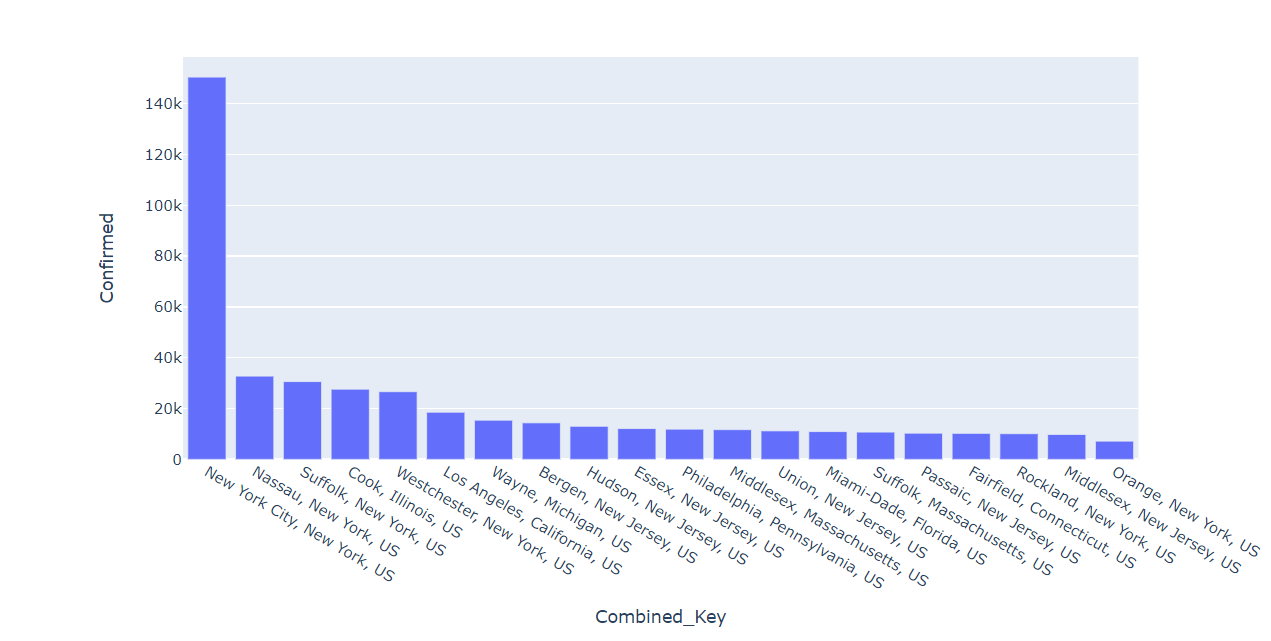 140k
120k
100k
80k
60k
40k
20k
0
Confirmed
New York City, New York, US
Nassau, New York, US
Suffolk, New York, US
Cook, Illinois, US
Westchester, New York, US
Los Angeles, California, US
Wayne, Michigan, US
Bergen, New Jersey, US
Hudson, New Jersey, US
Essex, New Jersey, US
Philadelphia, Pennsylvania, US
Middlesex, Massachusetts, US
Union, New Jersey, US
Miami-Dade, Florida, US
Suffolk, Massachusetts, US
Passaic, New Jersey, US
Fairfield, Connecticut, US
Rockland, New York, US
Middlesex, New Jersey, US
Orange, New York, US
Combined_Key